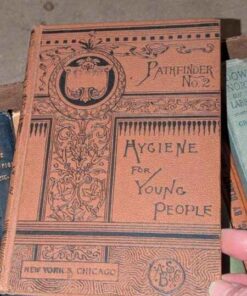 PATHFINDER
No. 2
HYGIENE
FOR
YOUNG
PEOPLE
NEW YORK & CHICAGO